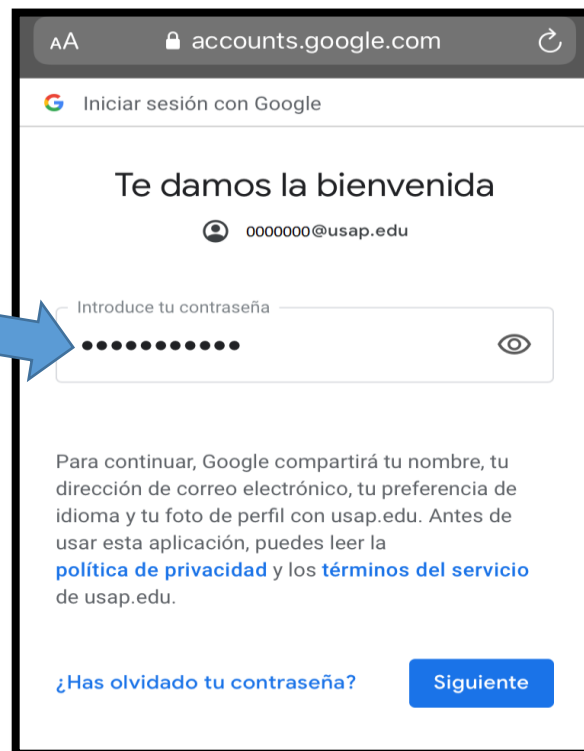 AA accounts.google.com
G Iniciar sesión con Google
Te damos la bienvenida
0000000@usap.edu
Introduce tu contraseña
●●●●●●●●●●●
Para continuar, Google compartirá tu nombre, tu
dirección de correo electrónico, tu preferencia de
idioma y tu foto de perfil con usap.edu. Antes de
usar esta aplicación, puedes leer la
política de privacidad y los términos del servicio
de usap.edu.
¿Has olvidado tu contraseña? Siguiente